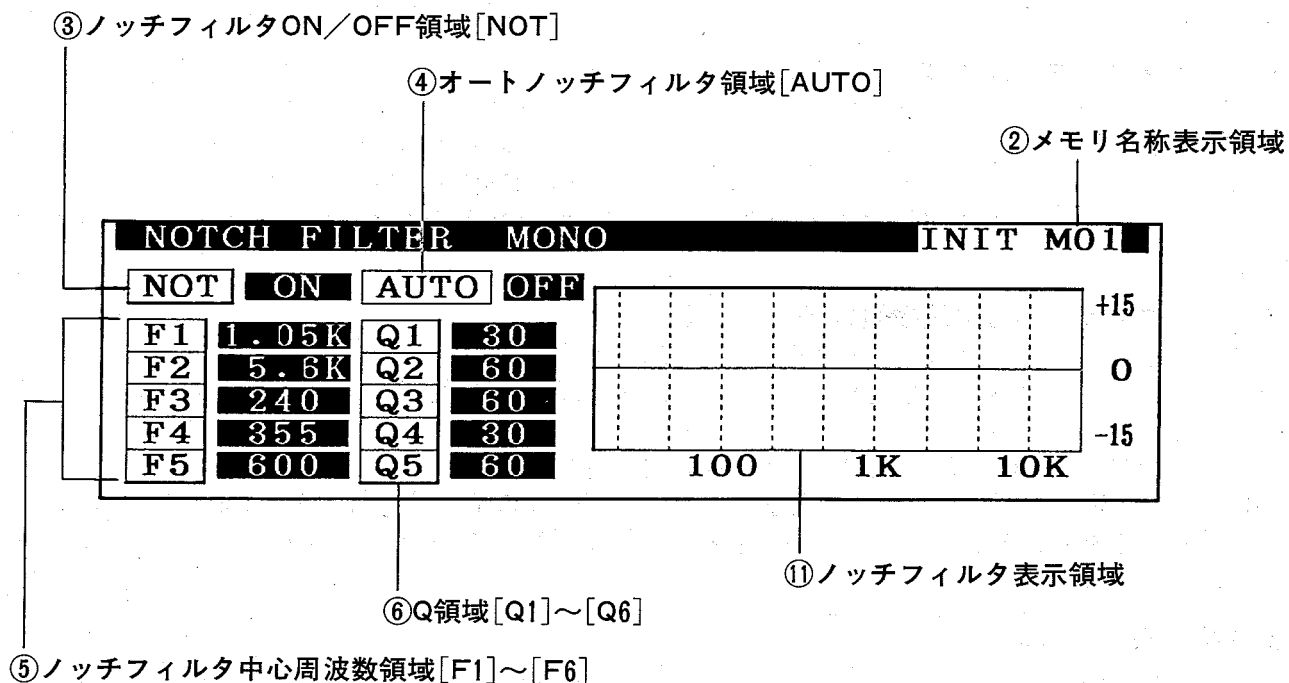 ③ノッチフィルタON／OFF領域[NOT]
④オートノッチフィルタ領域[AUTO]
②メモリ名称表示領域
NOTCH FILTER MONO INIT M01
NOT ON AUTO OFF
+15
F1 1.05K Q1 30
F2 5.6K Q2 60
0
F3 240 Q3 60
F4 355 Q4 30
-15
F5 600 Q5 60
100 1K 10K
⑪ノッチフィルタ表示領域
⑥Q領域[Q1]～[Q6]
⑤ノッチフィルタ中心周波数領域[F1]～[F6]